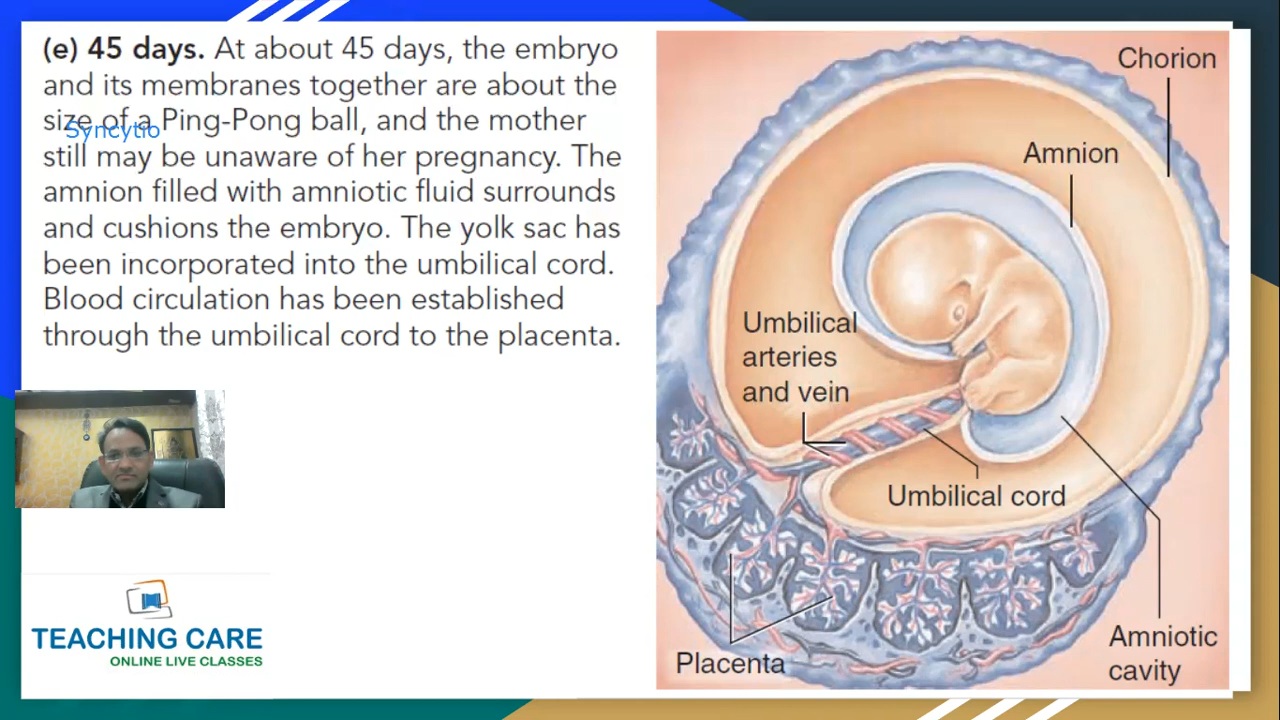 (e) 45 days. At about 45 days, the embryo
and its membranes together are about the
size of a Ping-Pong ball, and the mother
Syncytio
still may be unaware of her pregnancy. The
amnion filled with amniotic fluid surrounds
and cushions the embryo. The yolk sac has
been incorporated into the umbilical cord.
Blood circulation has been established
through the umbilical cord to the placenta.
Chorion
Amnion
Umbilical
arteries
and vein
Umbilical cord
Placenta
Amniotic
cavity
TEACHING CARE
ONLINE LIVE CLASSES